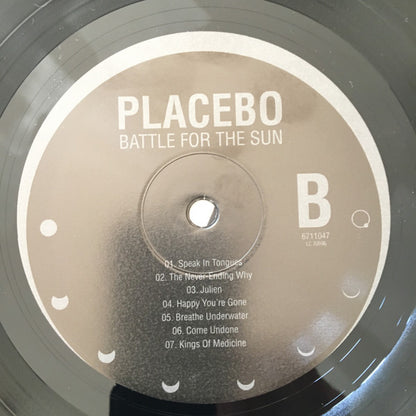 PLACEBO
BATTLE FOR THE SUN
B
6711047
01. Speak In Tongues
02. The Never-Ending Why
03. Julien
04. Happy You're Gone
05. Breathe Underwater
06. Come Undone
07. Kings Of Medicine